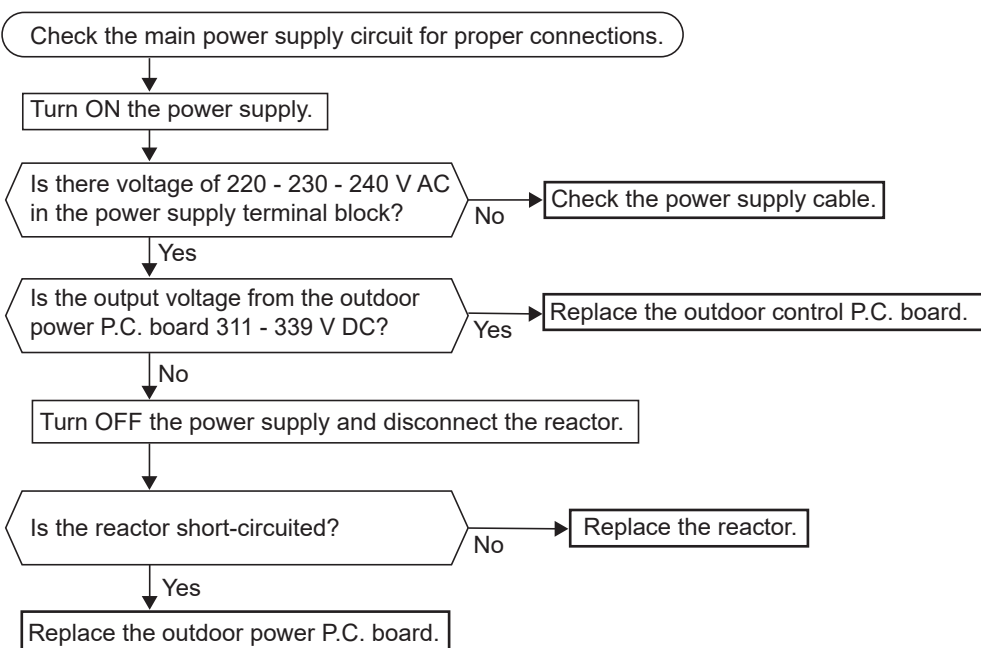 Check the main power supply circuit for proper connections.
Turn ON the power supply.
Is there voltage of 220 - 230 - 240 V AC
in the power supply terminal block?
No
Check the power supply cable.
Yes
Is the output voltage from the outdoor
power P.C. board 311 - 339 V DC?
Yes
Replace the outdoor control P.C. board.
No
Turn OFF the power supply and disconnect the reactor.
Is the reactor short-circuited?
No
Replace the reactor.
Yes
Replace the outdoor power P.C. board.